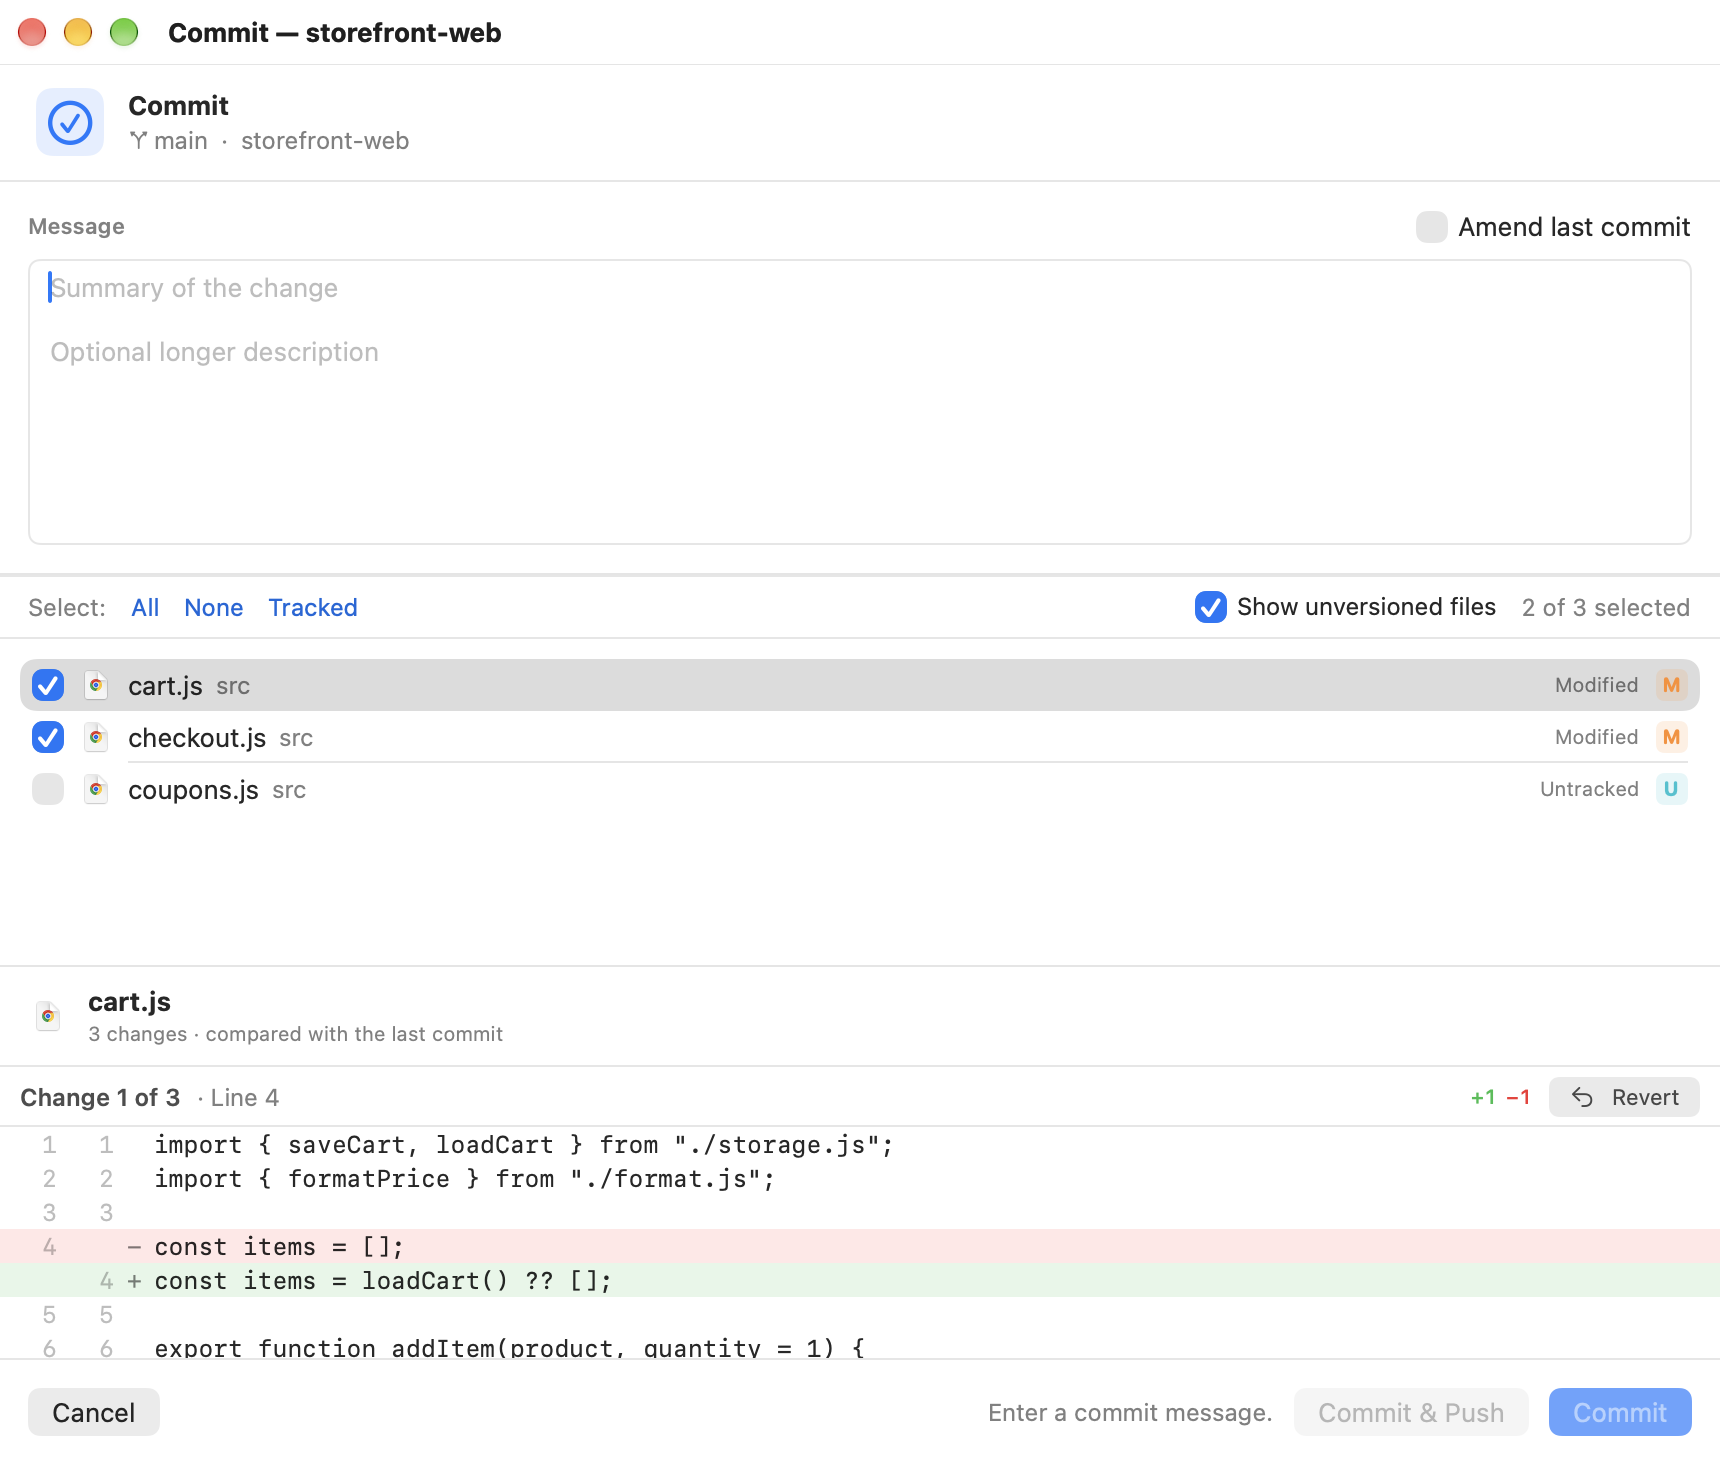 Commit — storefront-web
Commit
main · storefront-web
Message
Amend last commit
Summary of the change
Optional longer description
Select: All None Tracked
Show unversioned files 2 of 3 selected
cart.js src Modified M
checkout.js src Modified M
coupons.js src Untracked U
cart.js
3 changes · compared with the last commit
Change 1 of 3 · Line 4 +1 −1 Revert
1 1 import { saveCart, loadCart } from "./storage.js";
2 2 import { formatPrice } from "./format.js";
3 3
4 − const items = [];
4 + const items = loadCart() ?? [];
5 5
6 6 export function addItem(product, quantity = 1) {
Cancel Enter a commit message. Commit & Push Commit